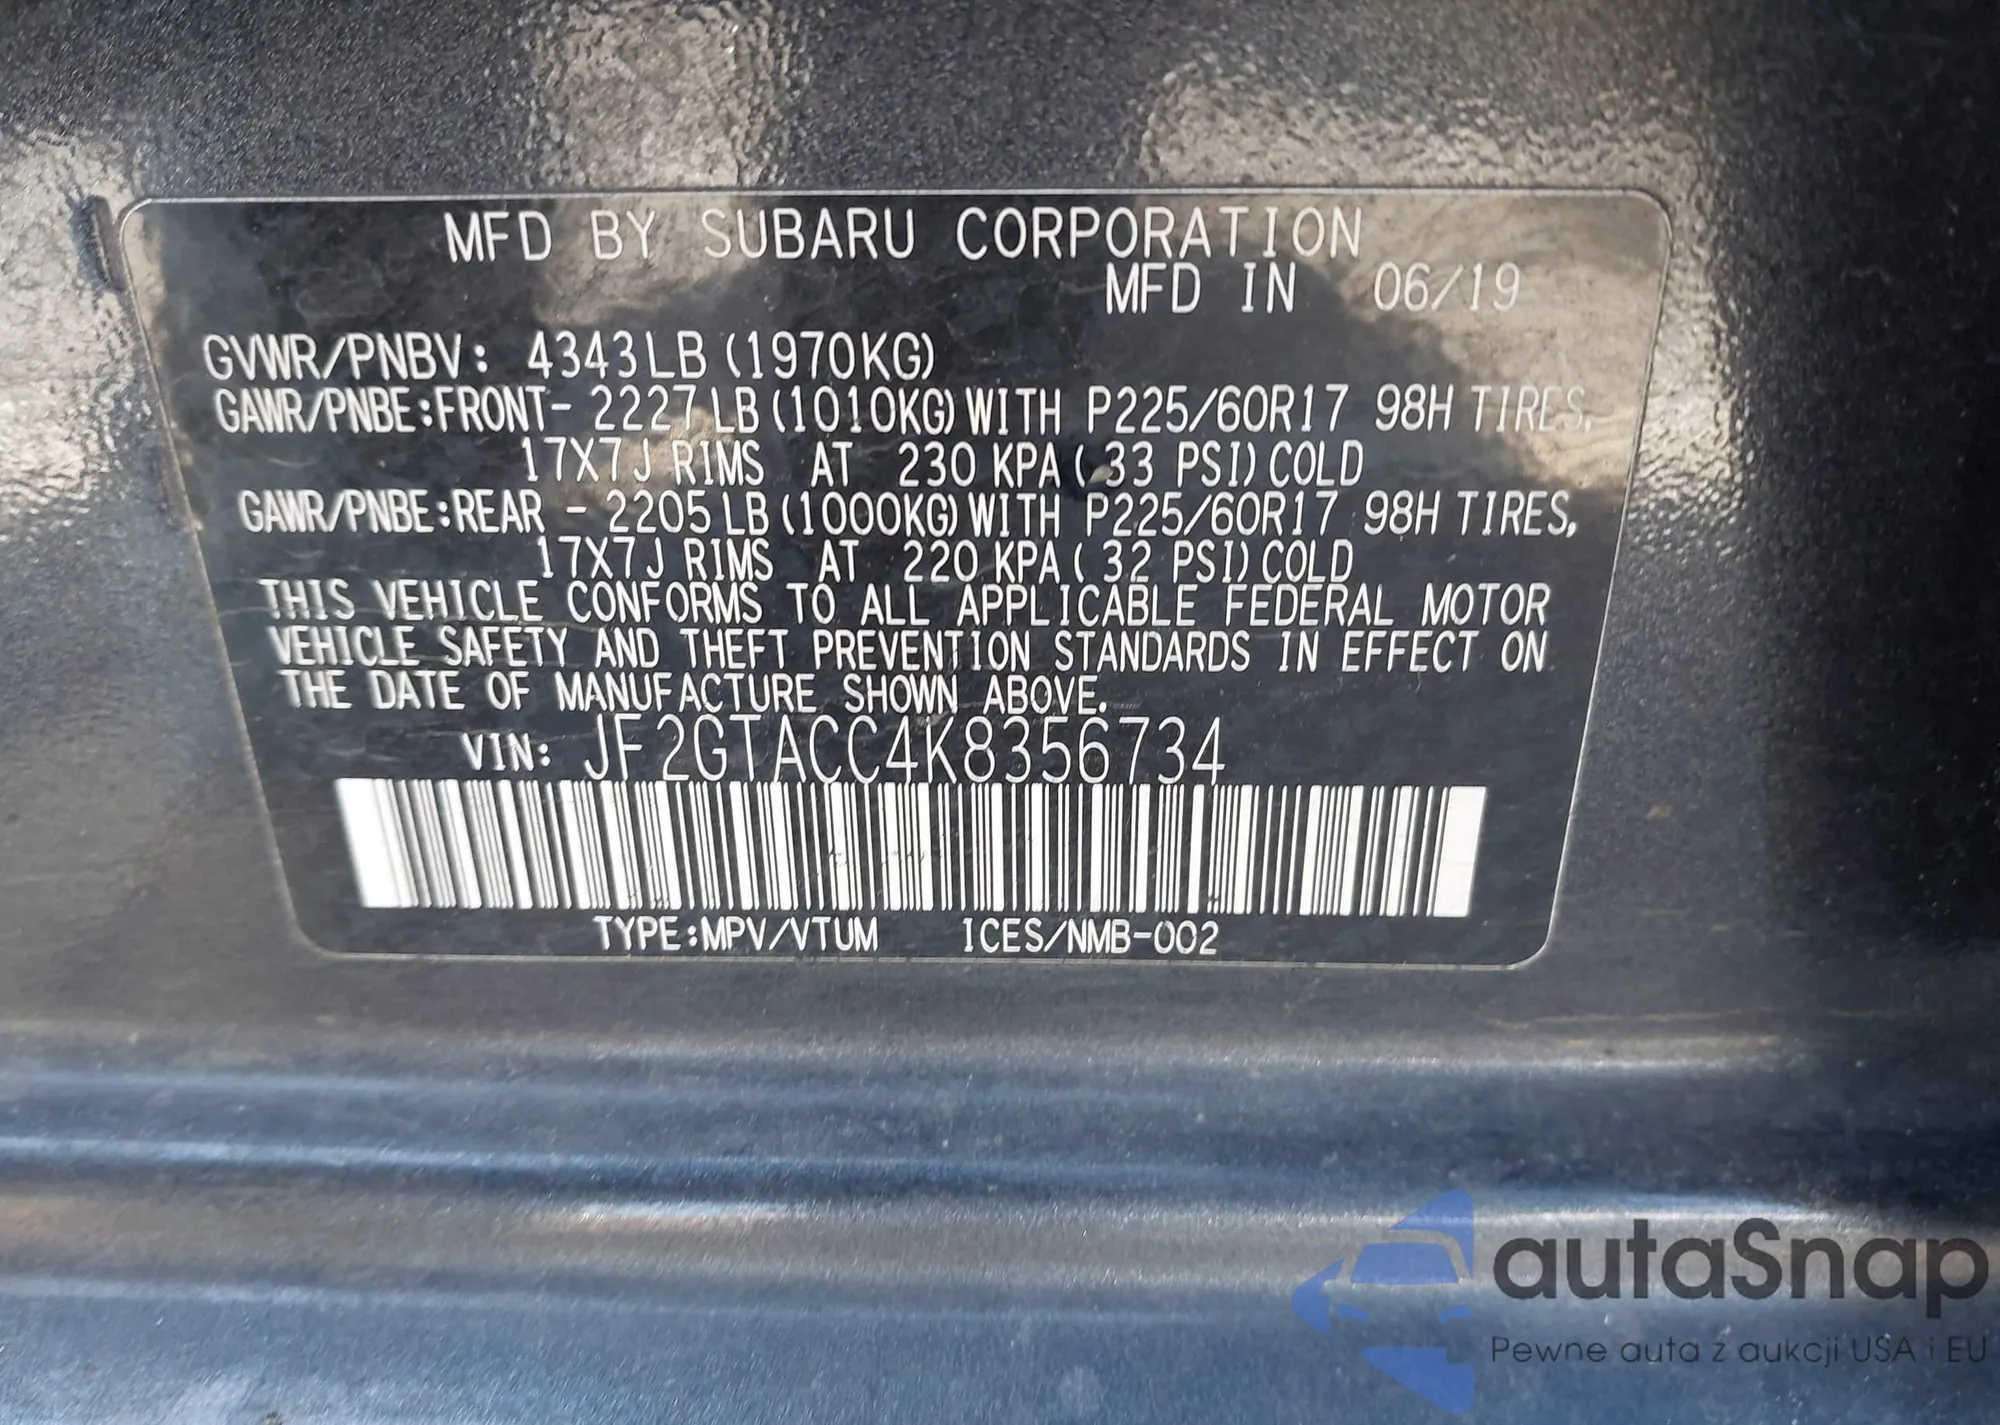 MFD BY SUBARU CORPORATION
MFD IN 06/19
GVWR/PNBV: 4343LB(1970KG)
GAWR/PNBE:FRONT- 2227LB(1010KG)WITH P225/60R17 98H TIRES,
17X7J RIMS AT 230 KPA( 33 PSI)COLD
GAWR/PNBE:REAR - 2205LB(1000KG)WITH P225/60R17 98H TIRES,
17X7J RIMS AT 220 KPA( 32 PSI)COLD
THIS VEHICLE CONFORMS TO ALL APPLICABLE FEDERAL MOTOR
VEHICLE SAFETY AND THEFT PREVENTION STANDARDS IN EFFECT ON
THE DATE OF MANUFACTURE SHOWN ABOVE.
VIN: JF2GTACC4K8356734
TYPE:MPV/VTUM ICES/NMB-002
autaSnap
Pewne auta z aukcji USA i EU